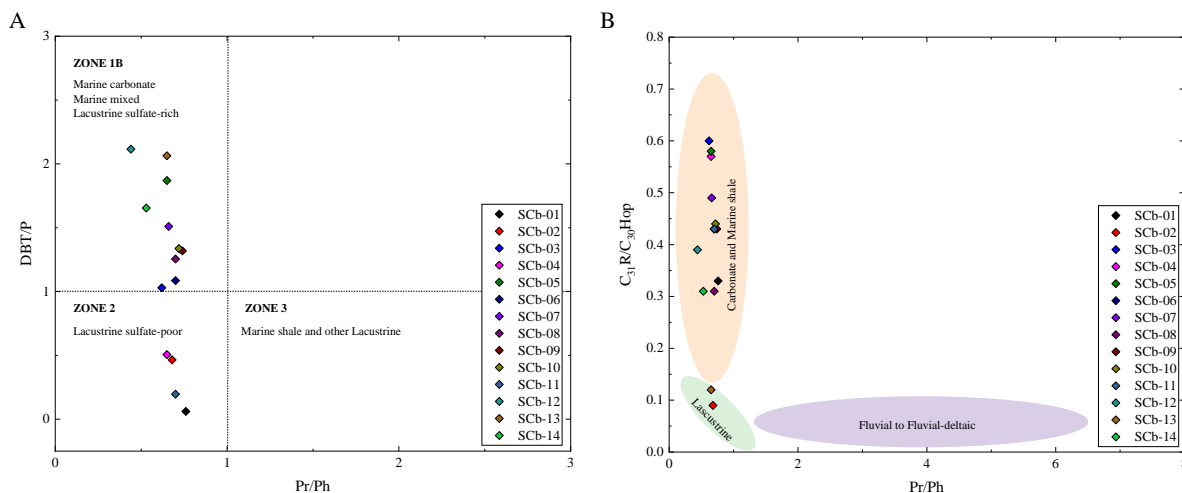 A
3
2
1
0
0
1
2
3
DBT/P
Pr/Ph
ZONE 1B
Marine carbonate
Marine mixed
Lacustrine sulfate-rich
ZONE 2
Lacustrine sulfate-poor
ZONE 3
Marine shale and other Lacustrine
SCb-01
SCb-02
SCb-03
SCb-04
SCb-05
SCb-06
SCb-07
SCb-08
SCb-09
SCb-10
SCb-11
SCb-12
SCb-13
SCb-14
B
0.8
0.7
0.6
0.5
0.4
0.3
0.2
0.1
0.0
0
2
4
6
8
C₃₁R/C₃₀Hop
Pr/Ph
Carbonate and Marine shale
Lascustrine
Fluvial to Fluvial-deltaic
SCb-01
SCb-02
SCb-03
SCb-04
SCb-05
SCb-06
SCb-07
SCb-08
SCb-09
SCb-10
SCb-11
SCb-12
SCb-13
SCb-14